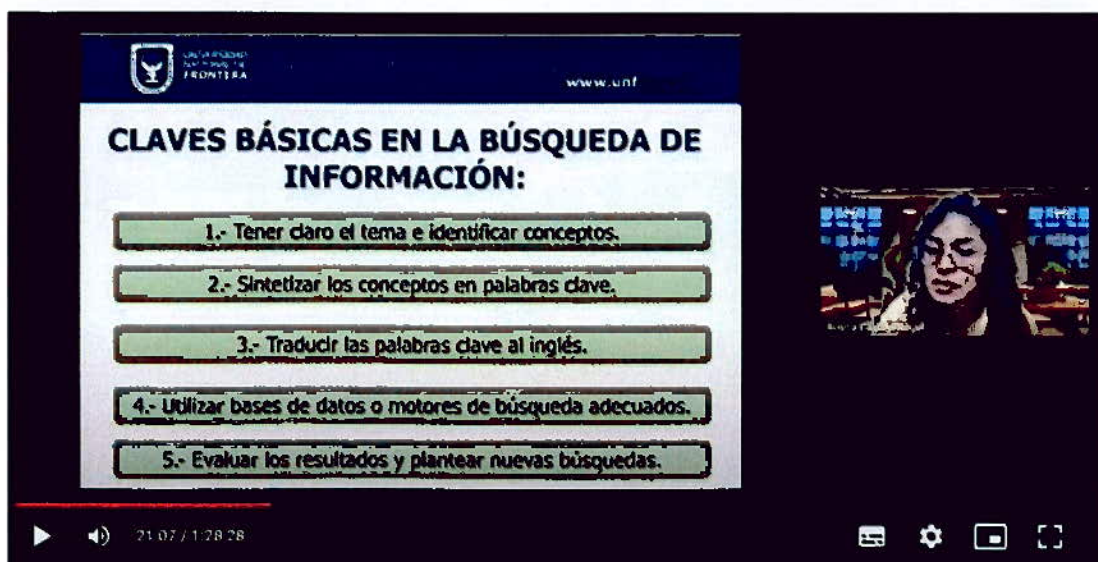 FRONTERA
www.unf
CLAVES BÁSICAS EN LA BÚSQUEDA DE
INFORMACIÓN:
1.- Tener claro el tema e identificar conceptos.
2.- Sintetizar los conceptos en palabras clave.
3.- Traducir las palabras clave al inglés.
4.- Utilizar bases de datos o motores de búsqueda adecuados.
5.- Evaluar los resultados y plantear nuevas búsquedas.
21:07 / 1:28:28